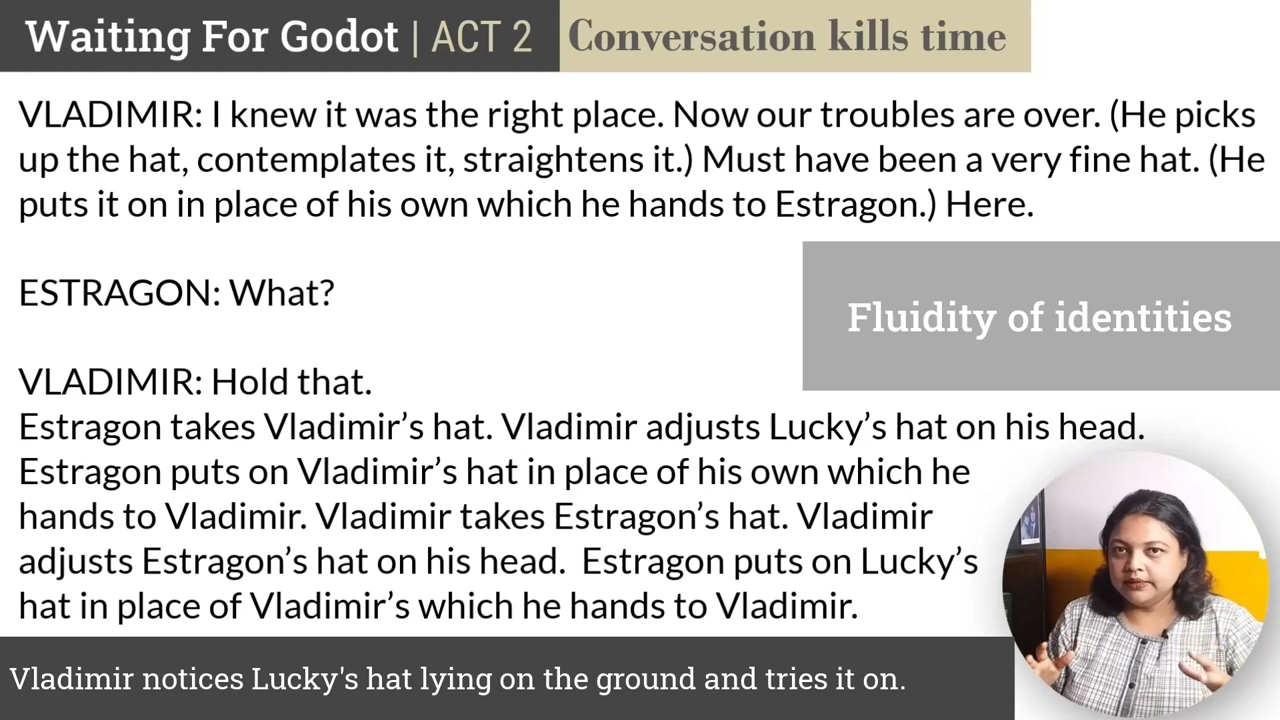 Waiting For Godot | ACT 2 Conversation kills time
VLADIMIR: I knew it was the right place. Now our troubles are over. (He picks
up the hat, contemplates it, straightens it.) Must have been a very fine hat. (He
puts it on in place of his own which he hands to Estragon.) Here.
ESTRAGON: What?
Fluidity of identities
VLADIMIR: Hold that.
Estragon takes Vladimir’s hat. Vladimir adjusts Lucky’s hat on his head.
Estragon puts on Vladimir’s hat in place of his own which he
hands to Vladimir. Vladimir takes Estragon’s hat. Vladimir
adjusts Estragon’s hat on his head.  Estragon puts on Lucky’s
hat in place of Vladimir’s which he hands to Vladimir.
Vladimir notices Lucky's hat lying on the ground and tries it on.